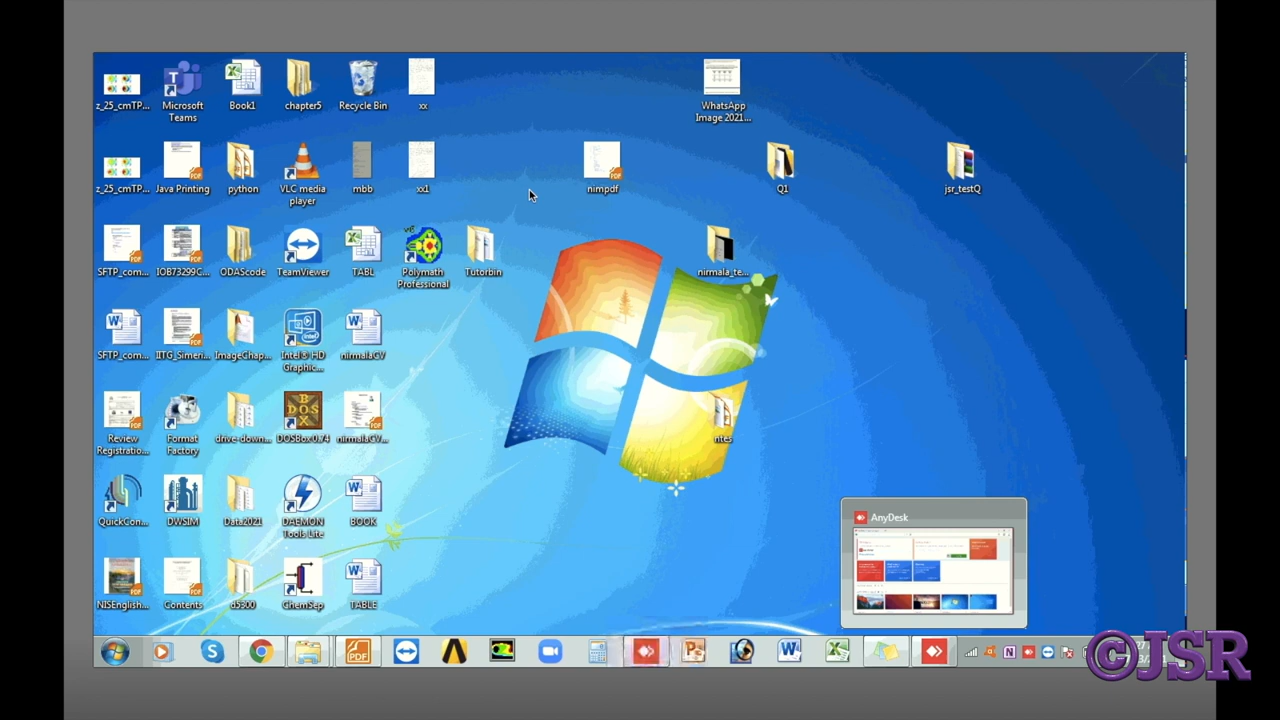 z_25_cmTP...
Microsoft
Teams
Book1
chapter5
Recycle Bin
xx
WhatsApp
Image 2021...
z_25_cmTP...
Java Printing
python
VLC media
player
mbb
xx1
nimpdf
Q1
jsr_testQ
SFTP_com...
IOB73299C...
ODAScode
TeamViewer
TABL
Polymath
Professional
Tutorbin
nirmala_te...
SFTP_com...
IITG_Simeri...
ImageChap...
Intel® HD
Graphic...
nirmalaCV
Review
Registratio...
Format
Factory
drive-down...
DOSBox 0.74
nirmalaCV...
rites
QuickCon...
DWSIM
Data2021
DAEMON
Tools Lite
BOOK
AnyDesk
NISEnglish...
Contents
d5300
ChemSep
TABLE
©JSR